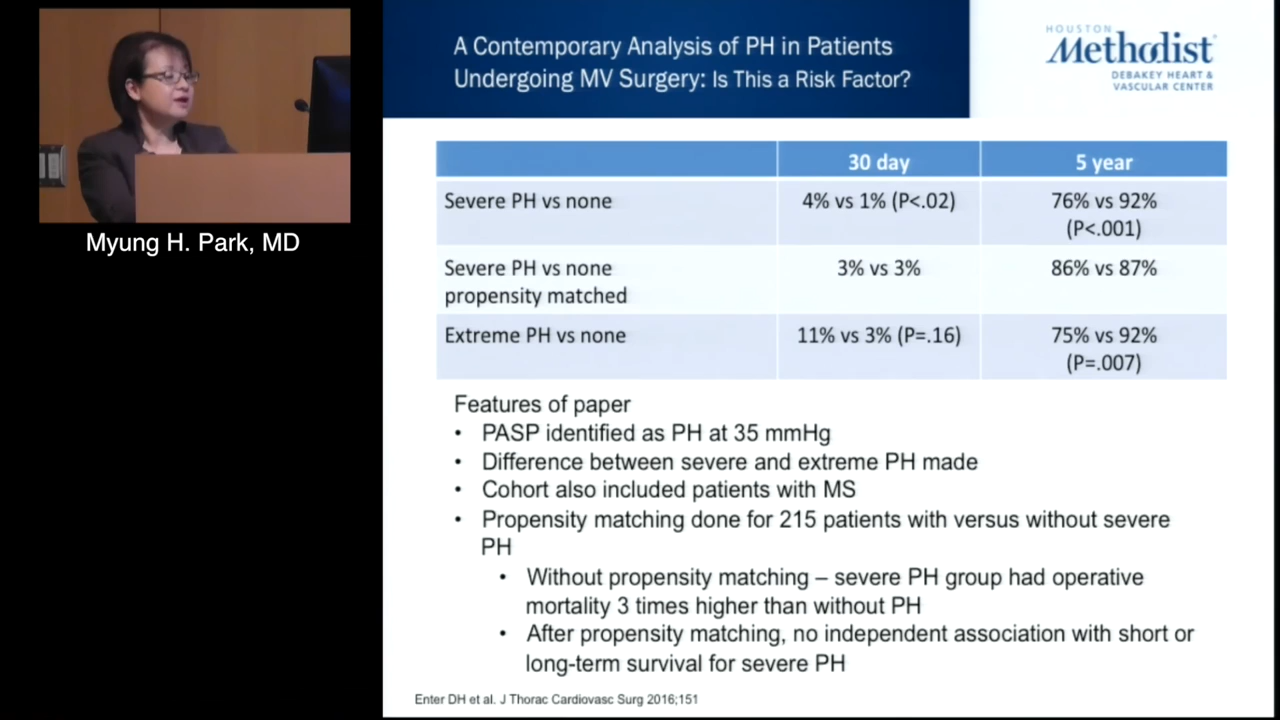 A Contemporary Analysis of PH in Patients
Undergoing MV Surgery: Is This a Risk Factor?
HOUSTON
Methodist
DEBAKEY HEART &
VASCULAR CENTER
Myung H. Park, MD
30 day
5 year
Severe PH vs none
4% vs 1% (P<.02)
76% vs 92%
(P<.001)
Severe PH vs none
propensity matched
3% vs 3%
86% vs 87%
Extreme PH vs none
11% vs 3% (P=.16)
75% vs 92%
(P=.007)
Features of paper
• PASP identified as PH at 35 mmHg
• Difference between severe and extreme PH made
• Cohort also included patients with MS
• Propensity matching done for 215 patients with versus without severe
PH
• Without propensity matching – severe PH group had operative
mortality 3 times higher than without PH
• After propensity matching, no independent association with short or
long-term survival for severe PH
Enter DH et al. J Thorac Cardiovasc Surg 2016;151